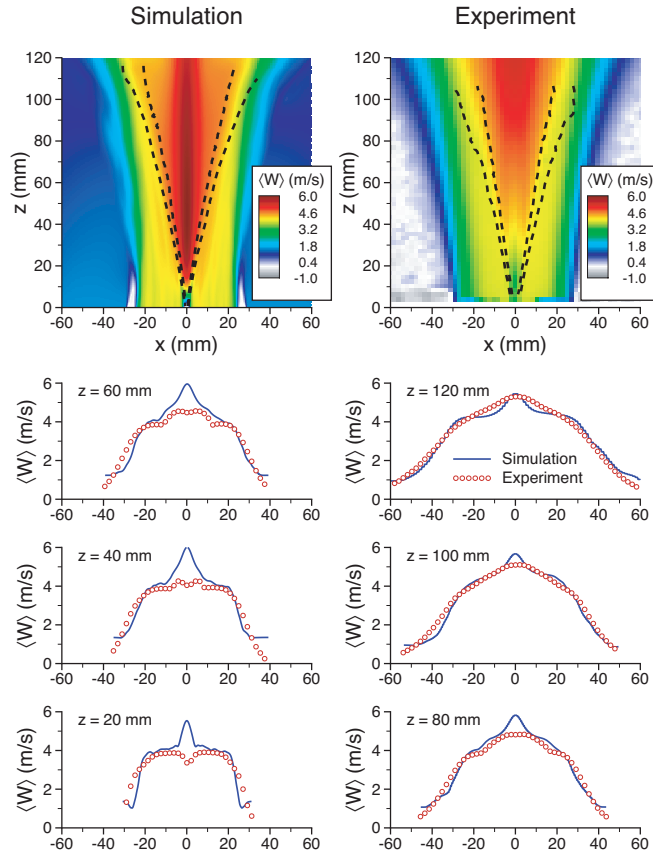 Simulation Experiment
120
100
80
60
40
20
0
z (mm)
-60 -40 -20 0 20 40 60
x (mm)
⟨W⟩ (m/s)
6.0
4.6
3.2
1.8
0.4
-1.0
120
100
80
60
40
20
0
z (mm)
-60 -40 -20 0 20 40 60
x (mm)
⟨W⟩ (m/s)
6.0
4.6
3.2
1.8
0.4
-1.0
z = 60 mm
⟨W⟩ (m/s)
6
4
2
0
-60 -40 -20 0 20 40 60
z = 120 mm
Simulation
Experiment
⟨W⟩ (m/s)
6
4
2
0
-60 -40 -20 0 20 40 60
z = 40 mm
⟨W⟩ (m/s)
6
4
2
0
-60 -40 -20 0 20 40 60
z = 100 mm
⟨W⟩ (m/s)
6
4
2
0
-60 -40 -20 0 20 40 60
z = 20 mm
⟨W⟩ (m/s)
6
4
2
0
-60 -40 -20 0 20 40 60
z = 80 mm
⟨W⟩ (m/s)
6
4
2
0
-60 -40 -20 0 20 40 60